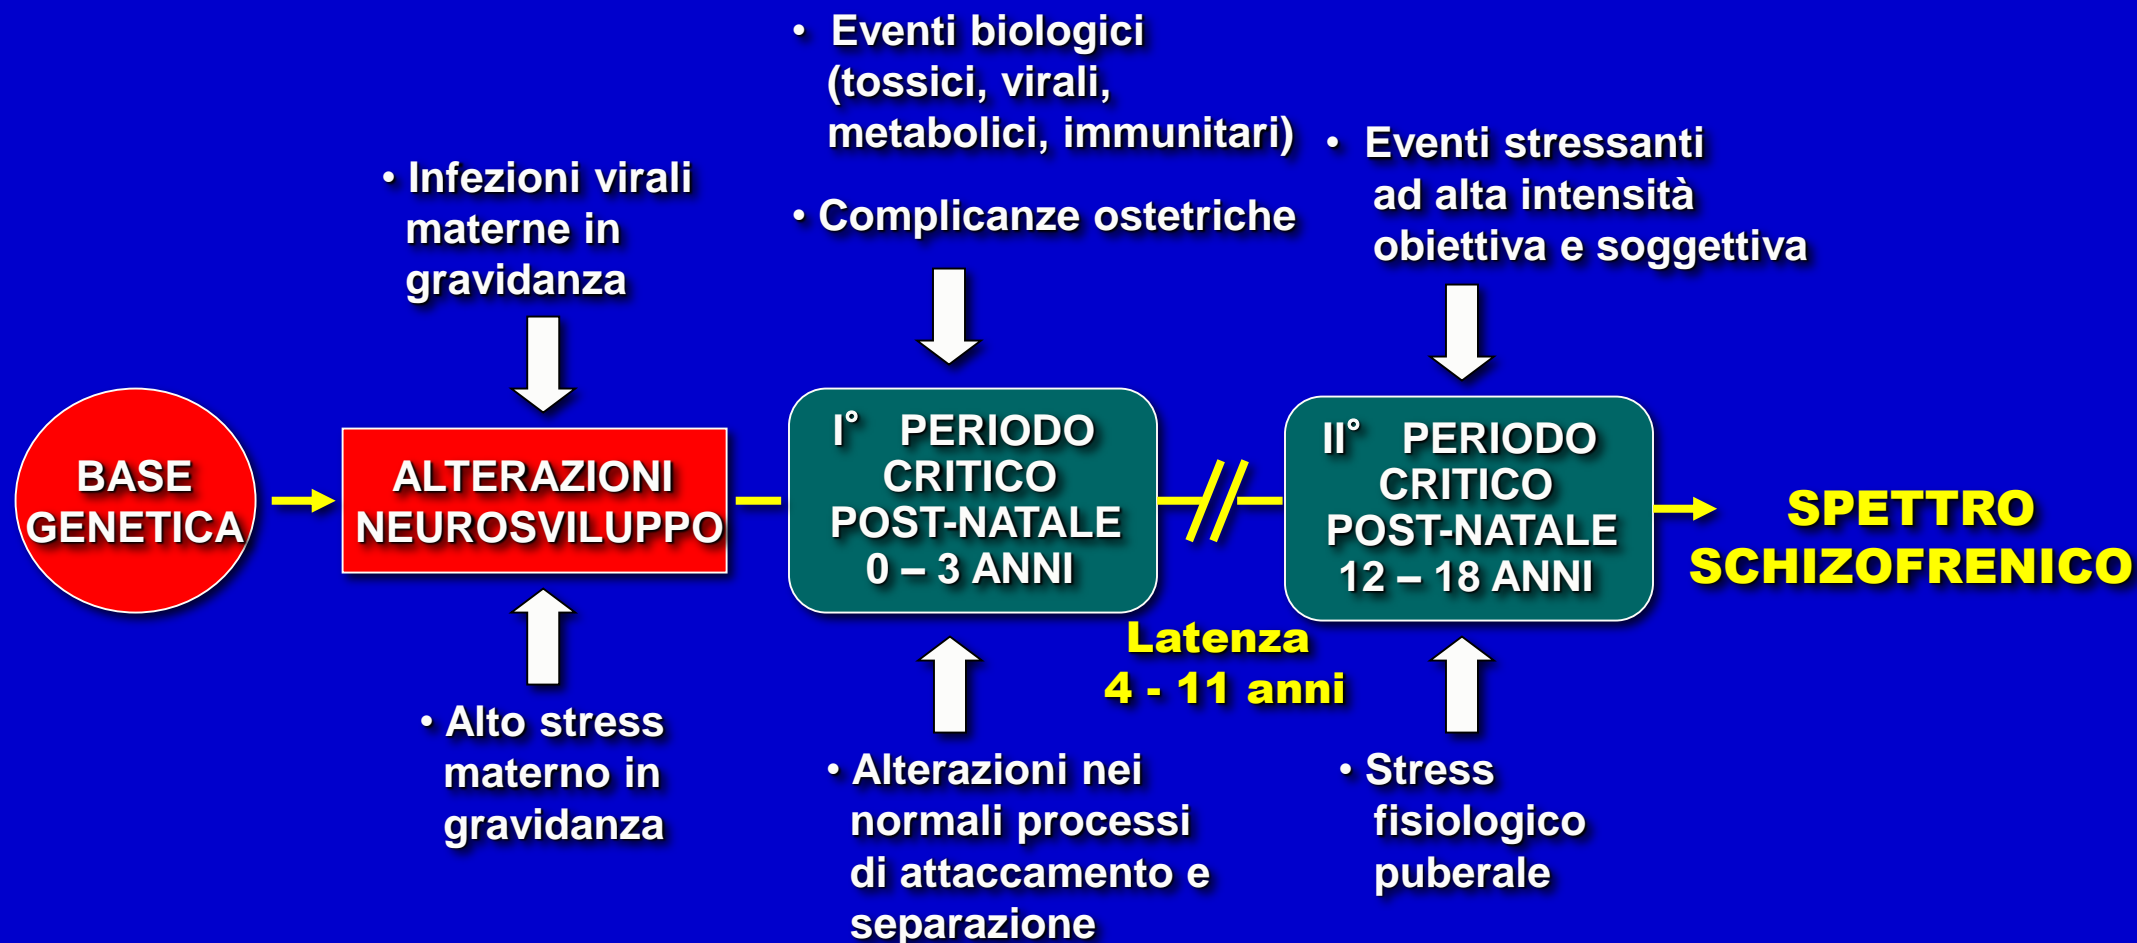 • Eventi biologici
(tossici, virali,
metabolici, immunitari)
• Complicanze ostetriche
• Eventi stressanti
ad alta intensità
obiettiva e soggettiva
• Infezioni virali
materne in
gravidanza
BASE
GENETICA
ALTERAZIONI
NEUROSVILUPPO
I° PERIODO
CRITICO
POST-NATALE
0 – 3 ANNI
II° PERIODO
CRITICO
POST-NATALE
12 – 18 ANNI
SPETTRO
SCHIZOFRENICO
Latenza
4 - 11 anni
• Alto stress
materno in
gravidanza
• Alterazioni nei
normali processi
di attaccamento e
separazione
• Stress
fisiologico
puberale